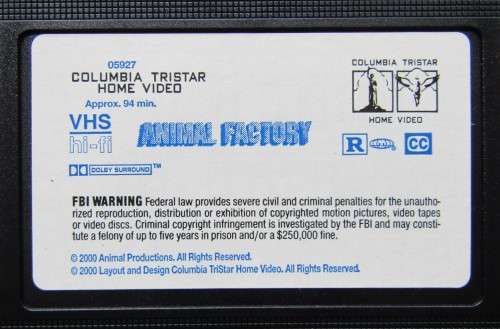 05927
COLUMBIA TRISTAR
HOME VIDEO
Approx. 94 min.
VHS
hi-fi
DOLBY SURROUND™
ANIMAL FACTORY
COLUMBIA TRISTAR
HOME VIDEO
R
CC
FBI WARNING Federal law provides severe civil and criminal penalties for the unautho-
rized reproduction, distribution or exhibition of copyrighted motion pictures, video tapes
or video discs. Criminal copyright infringement is investigated by the FBI and may consti-
tute a felony of up to five years in prison and/or a $250,000 fine.
© 2000 Animal Productions. All Rights Reserved.
© 2000 Layout and Design Columbia TriStar Home Video. All Rights Reserved.